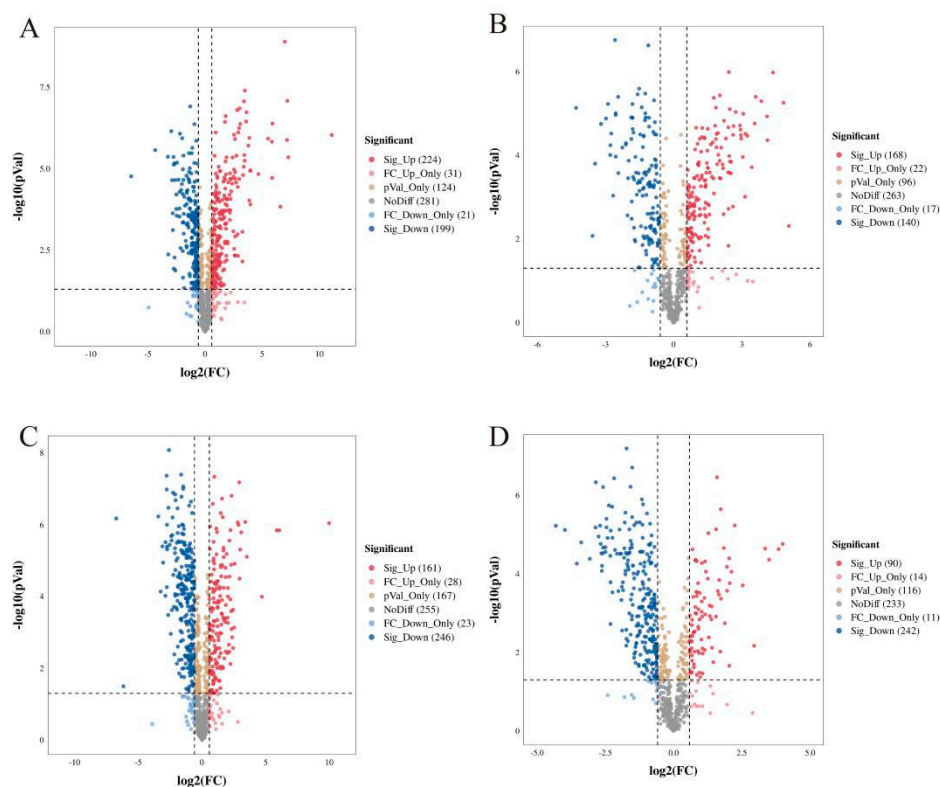 A
-log10(pVal)
7.5
5.0
2.5
0.0
-10
-5
0
5
10
log2(FC)
Significant
Sig_Up (224)
FC_Up_Only (31)
pVal_Only (124)
NoDiff (281)
FC_Down_Only (21)
Sig_Down (199)
B
-log10(pVal)
6
4
2
0
-6
-3
0
3
6
log2(FC)
Significant
Sig_Up (168)
FC_Up_Only (22)
pVal_Only (96)
NoDiff (263)
FC_Down_Only (17)
Sig_Down (140)
C
-log10(pVal)
8
6
4
2
0
-10
-5
0
5
10
log2(FC)
Significant
Sig_Up (161)
FC_Up_Only (28)
pVal_Only (167)
NoDiff (255)
FC_Down_Only (23)
Sig_Down (246)
D
-log10(pVal)
6
4
2
0
-5.0
-2.5
0.0
2.5
5.0
log2(FC)
Significant
Sig_Up (90)
FC_Up_Only (14)
pVal_Only (116)
NoDiff (233)
FC_Down_Only (11)
Sig_Down (242)